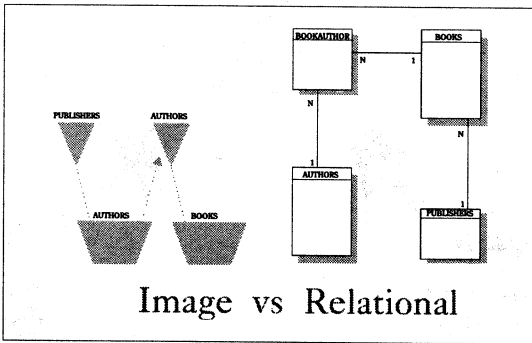 PUBLISHERS
AUTHORS
AUTHORS
BOOKS
BOOKAUTHOR
N
1
BOOKS
N
1
AUTHORS
N
1
PUBLISHERS
Image vs Relational